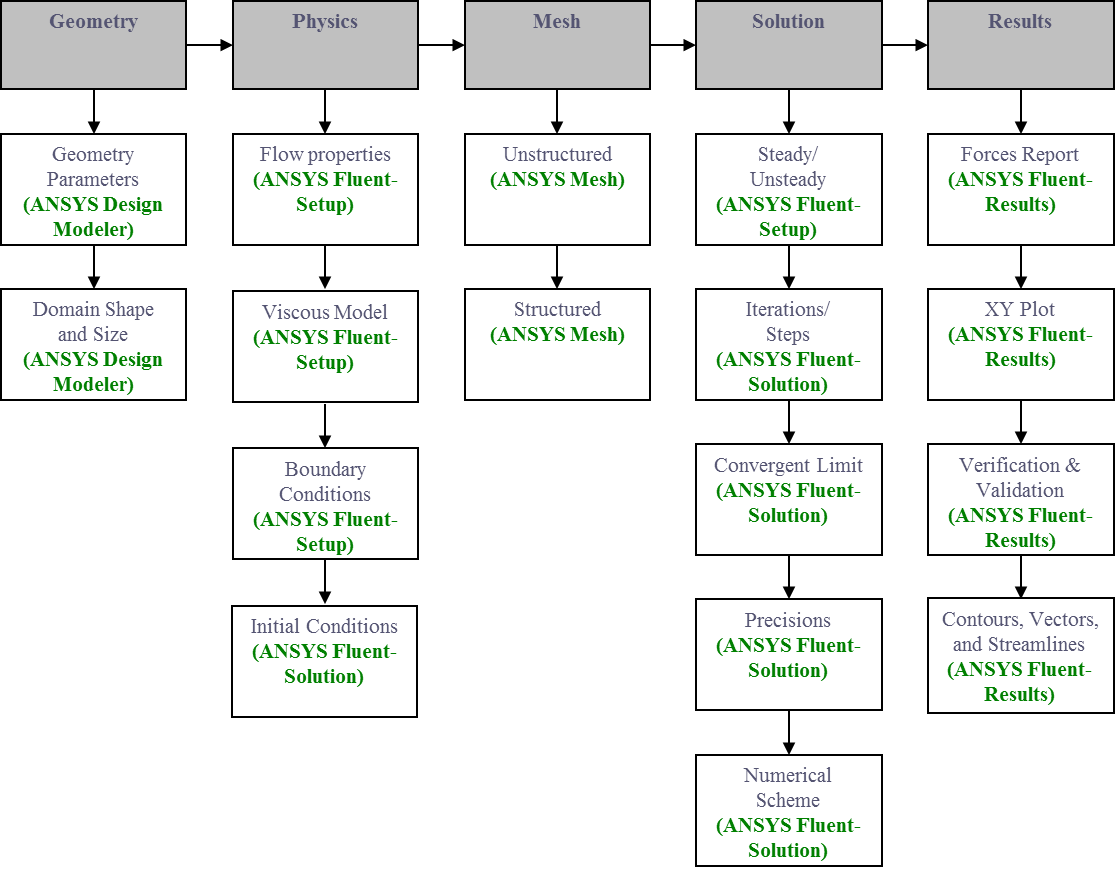 Geometry
Physics
Mesh
Solution
Results
Geometry
Parameters
(ANSYS Design
Modeler)
Domain Shape
and Size
(ANSYS Design
Modeler)
Flow properties
(ANSYS Fluent-
Setup)
Viscous Model
(ANSYS Fluent-
Setup)
Boundary
Conditions
(ANSYS Fluent-
Setup)
Initial Conditions
(ANSYS Fluent-
Solution)
Unstructured
(ANSYS Mesh)
Structured
(ANSYS Mesh)
Steady/
Unsteady
(ANSYS Fluent-
Setup)
Iterations/
Steps
(ANSYS Fluent-
Solution)
Convergent Limit
(ANSYS Fluent-
Solution)
Precisions
(ANSYS Fluent-
Solution)
Numerical
Scheme
(ANSYS Fluent-
Solution)
Forces Report
(ANSYS Fluent-
Results)
XY Plot
(ANSYS Fluent-
Results)
Verification &
Validation
(ANSYS Fluent-
Results)
Contours, Vectors,
and Streamlines
(ANSYS Fluent-
Results)